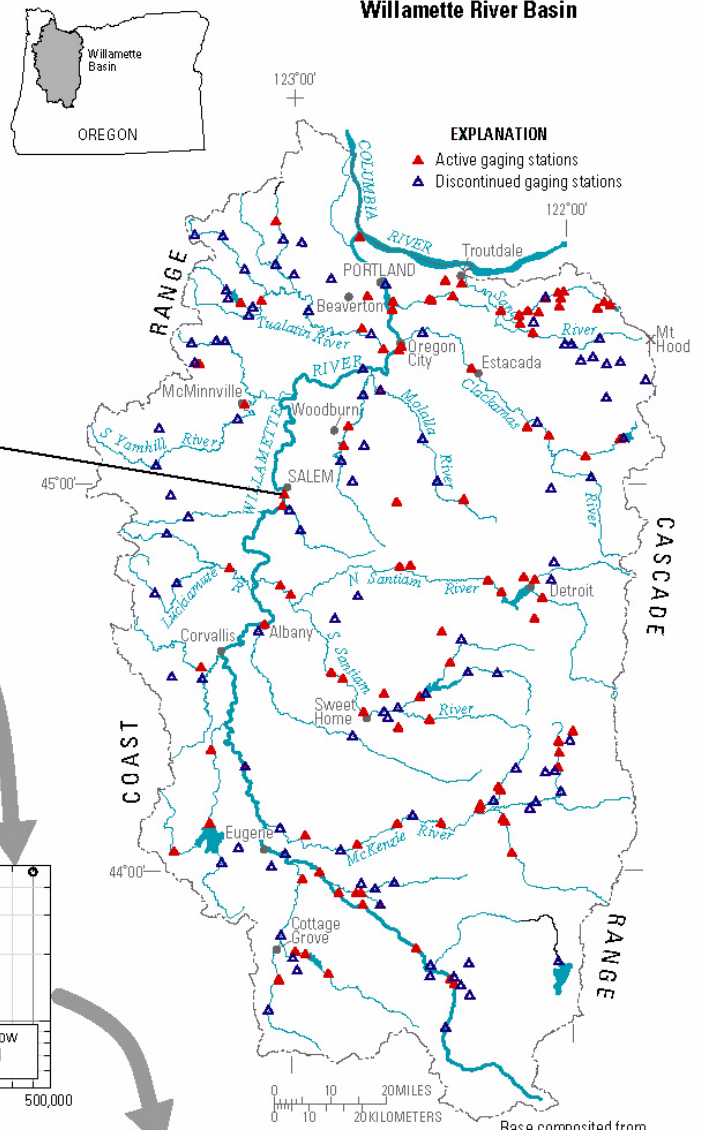 Willamette River Basin
Willamette
Basin
OREGON
123°00'
EXPLANATION
Active gaging stations
Discontinued gaging stations
122°00'
COLUMBIA
RIVER
Troutdale
PORTLAND
RANGE
Beaverton
Sandy
River
Tualatin River
Mt
Hood
Oregon
City
RIVER
Estacada
McMinnville
Clackamas
Woodburn
Molalla
River
S Yamhill River
WILLAMETTE
SALEM
45°00'
River
CASCADE
N Santiam River
Detroit
Luckiamute R
Albany
Corvallis
S Santiam
Sweet
Home
River
COAST
Eugene
McKenzie River
44°00'
Cottage
Grove
RANGE
OW
500,000
0 10 20 MILES
0 10 20 KILOMETERS
Base composited from